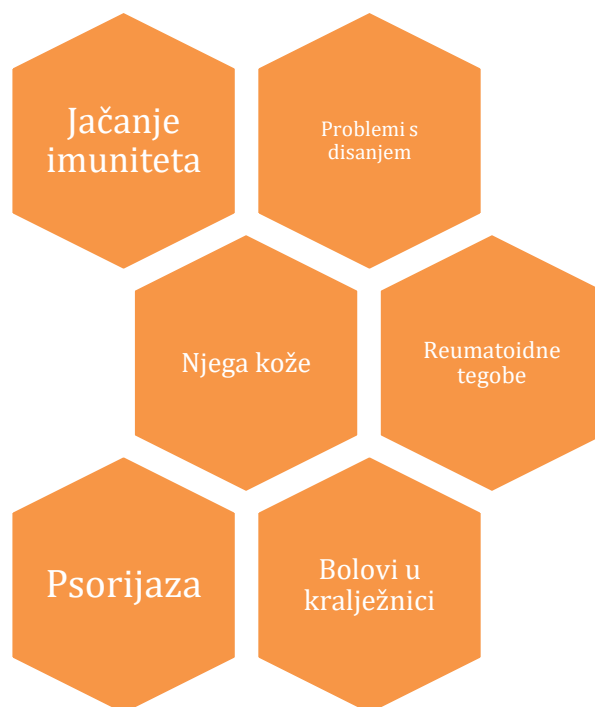 Jačanje
imuniteta
Problemi s
disanjem
Njega kože
Reumatoidne
tegobe
Psorijaza
Bolovi u
kralježnici